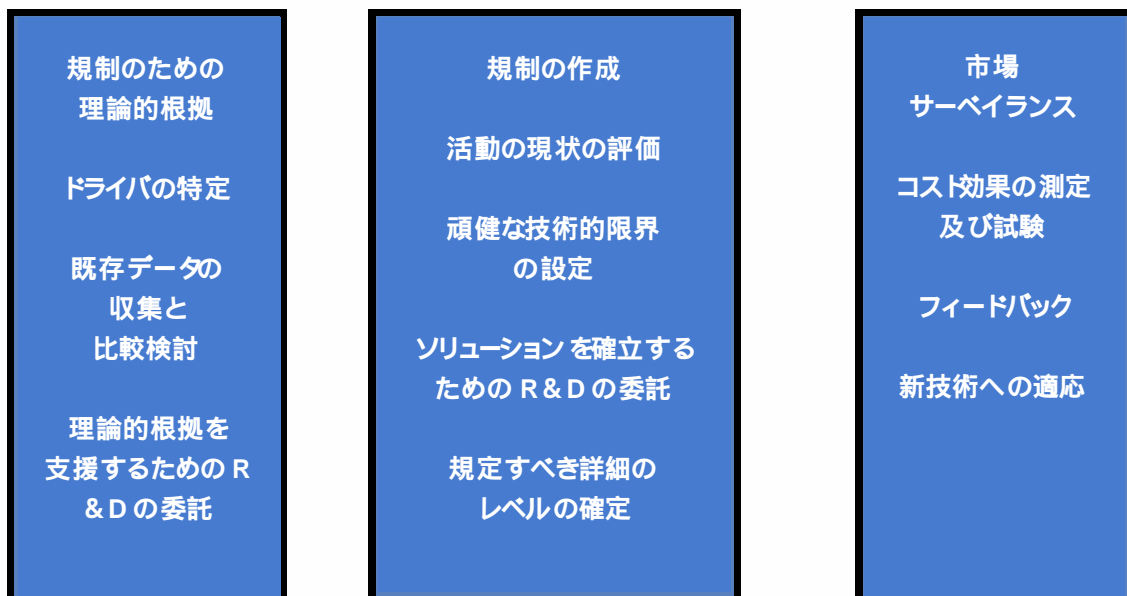 規制のための
理論的根拠
ドライバの特定
既存データの
収集と
比較検討
理論的根拠を
支援するための R
& D の委託
規制の作成
活動の現状の評価
頑健な技術的限界
の設定
ソリューションを確立する
ための R & D の委託
規定すべき詳細の
レベルの確定
市場
サーベイランス
コスト効果の測定
及び試験
フィードバック
新技術への適応